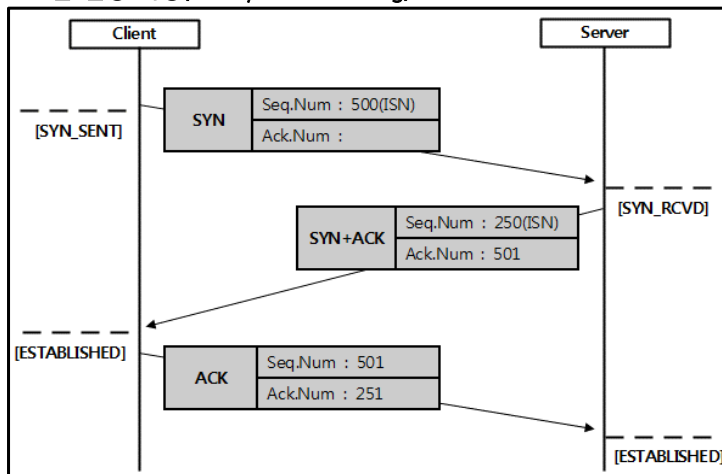 Client
Server
SYN
Seq.Num : 500(ISN)
Ack.Num :
[SYN_SENT]
[SYN_RCVD]
SYN+ACK
Seq.Num : 250(ISN)
Ack.Num : 501
[ESTABLISHED]
ACK
Seq.Num : 501
Ack.Num : 251
[ESTABLISHED]